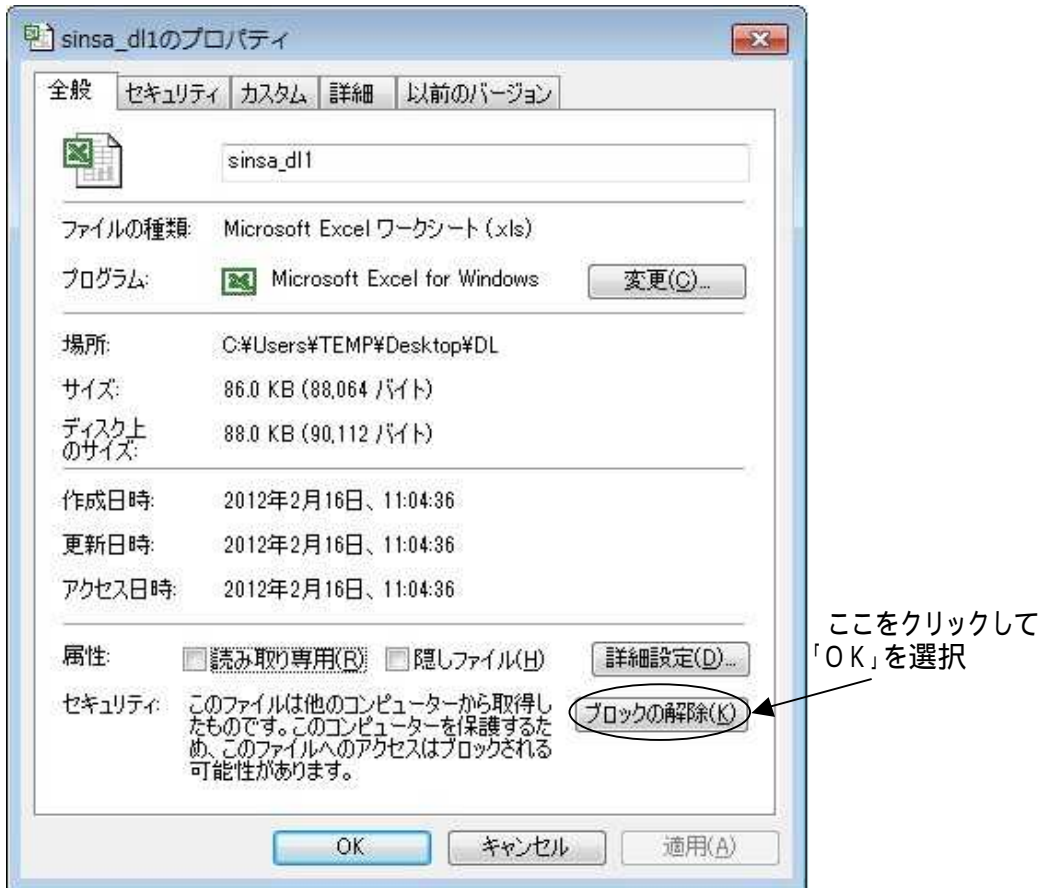 sinsa_dl1のプロパティ
全般 セキュリティ カスタム 詳細 以前のバージョン
sinsa_dl1
ファイルの種類: Microsoft Excel ワークシート (.xls)
プログラム: Microsoft Excel for Windows 変更(C)...
場所: C:¥Users¥TEMP¥Desktop¥DL
サイズ: 86.0 KB (88,064 バイト)
ディスク上
のサイズ: 88.0 KB (90,112 バイト)
作成日時: 2012年2月16日、11:04:36
更新日時: 2012年2月16日、11:04:36
アクセス日時: 2012年2月16日、11:04:36
属性: 読み取り専用(R) 隠しファイル(H) 詳細設定(D)...
セキュリティ: このファイルは他のコンピューターから取得し
たものです。このコンピューターを保護するた
め、このファイルへのアクセスはブロックされる
可能性があります。
ブロックの解除(K)
ここをクリックして
「OK」を選択
OK キャンセル 適用(A)